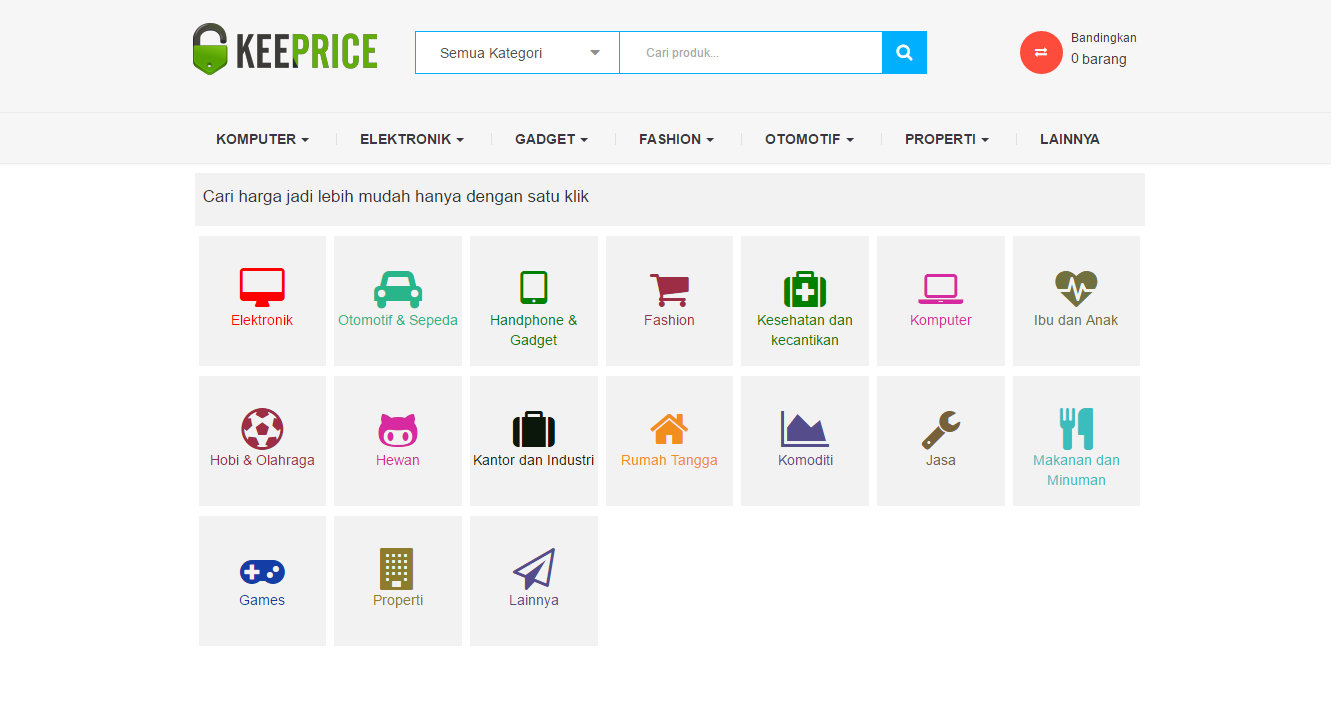 KEEPRICE
Semua Kategori
Cari produk...
Bandingkan
0 barang
KOMPUTER
ELEKTRONIK
GADGET
FASHION
OTOMOTIF
PROPERTI
LAINNYA
Cari harga jadi lebih mudah hanya dengan satu klik
Elektronik
Otomotif & Sepeda
Handphone &
Gadget
Fashion
Kesehatan dan
kecantikan
Komputer
Ibu dan Anak
Hobi & Olahraga
Hewan
Kantor dan Industri
Rumah Tangga
Komoditi
Jasa
Makanan dan
Minuman
Games
Properti
Lainnya